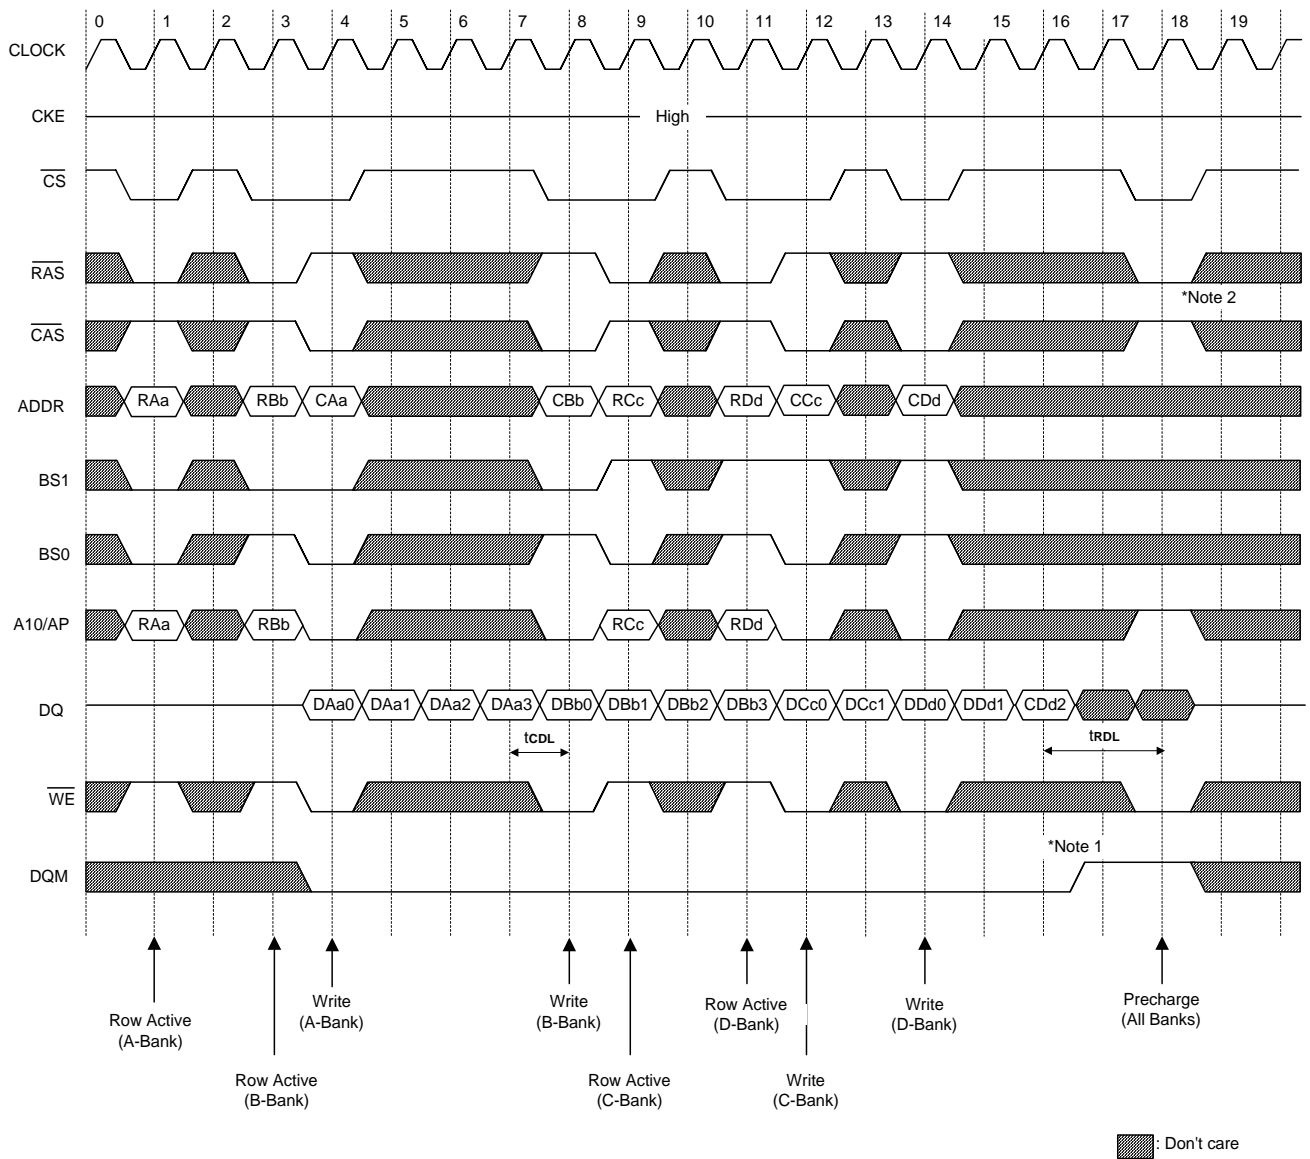 0 1 2 3 4 5 6 7 8 9 10 11 12 13 14 15 16 17 18 19
CLOCK
CKE
High
CS
RAS
*Note 2
CAS
ADDR RAa RBb CAa CBb RCc RDd CCc CDd
BS1
BS0
A10/AP RAa RBb RCc RDd
DQ DAa0 DAa1 DAa2 DAa3 DBb0 DBb1 DBb2 DBb3 DCc0 DCc1 DDd0 DDd1 CDd2
tCDL tRDL
WE
*Note 1
DQM
Row Active
(A-Bank)
Row Active
(B-Bank)
Write
(A-Bank)
Write
(B-Bank)
Row Active
(C-Bank)
Row Active
(D-Bank)
Write
(C-Bank)
Write
(D-Bank)
Precharge
(All Banks)
: Don't care